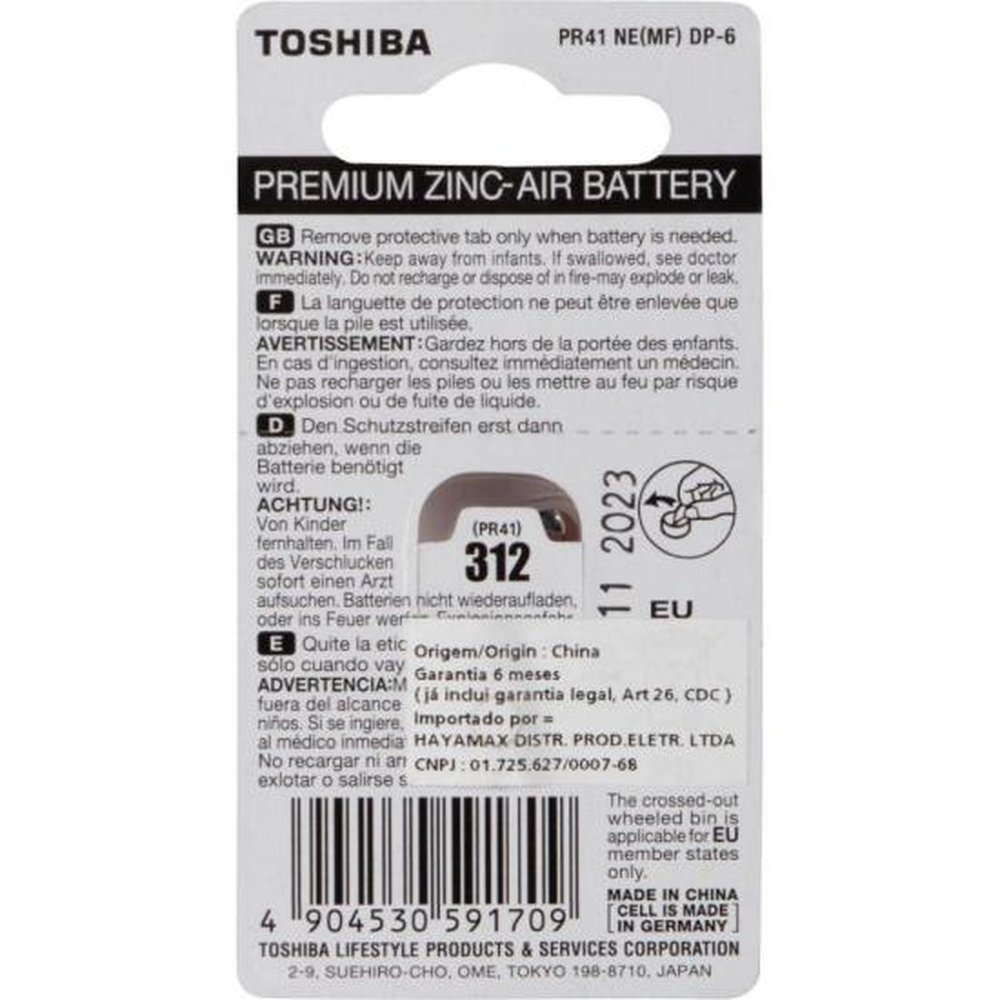 TOSHIBA
PR41 NE(MF) DP-6
PREMIUM ZINC-AIR BATTERY
GB Remove protective tab only when battery is needed.
WARNING:Keep away from infants. If swallowed, see doctor
immediately. Do not recharge or dispose of in fire-may explode or leak.
F La languette de protection ne peut être enlevée que
lorsque la pile est utilisée.
AVERTISSEMENT:Gardez hors de la portée des enfants.
En cas d'ingestion, consultez immédiatement un médecin.
Ne pas recharger les piles ou les mettre au feu par risque
d'explosion ou de fuite de liquide.
D Den Schutzstreifen erst dann
abziehen, wenn die
Batterie benötigt
wird.
ACHTUNG!:
Von Kinder
fernhalten. Im Fall
des Verschlucken
sofort einen Arzt
aufsuchen. Batterien nicht wiederaufladen,
oder ins Feuer
(PR41)
312
11 2023
EU
E Quite la
sólo cuando
ADVERTENCIA:
fuera del alcance
niños. Si se ingiere,
al médico
No recargar ni
exlotar o salirse
Origem/Origin : China
Garantia 6 meses
( já inclui garantia legal, Art 26, CDC )
Importado por =
HAYAMAX DISTR. PROD.ELETR. LTDA
CNPJ : 01.725.627/0007-68
4 904530 591709
The crossed-out
wheeled bin is
applicable for EU
member states
only.
MADE IN CHINA
[CELL IS MADE
IN GERMANY]
TOSHIBA LIFESTYLE PRODUCTS & SERVICES CORPORATION
2-9, SUEHIRO-CHO, OME, TOKYO 198-8710, JAPAN